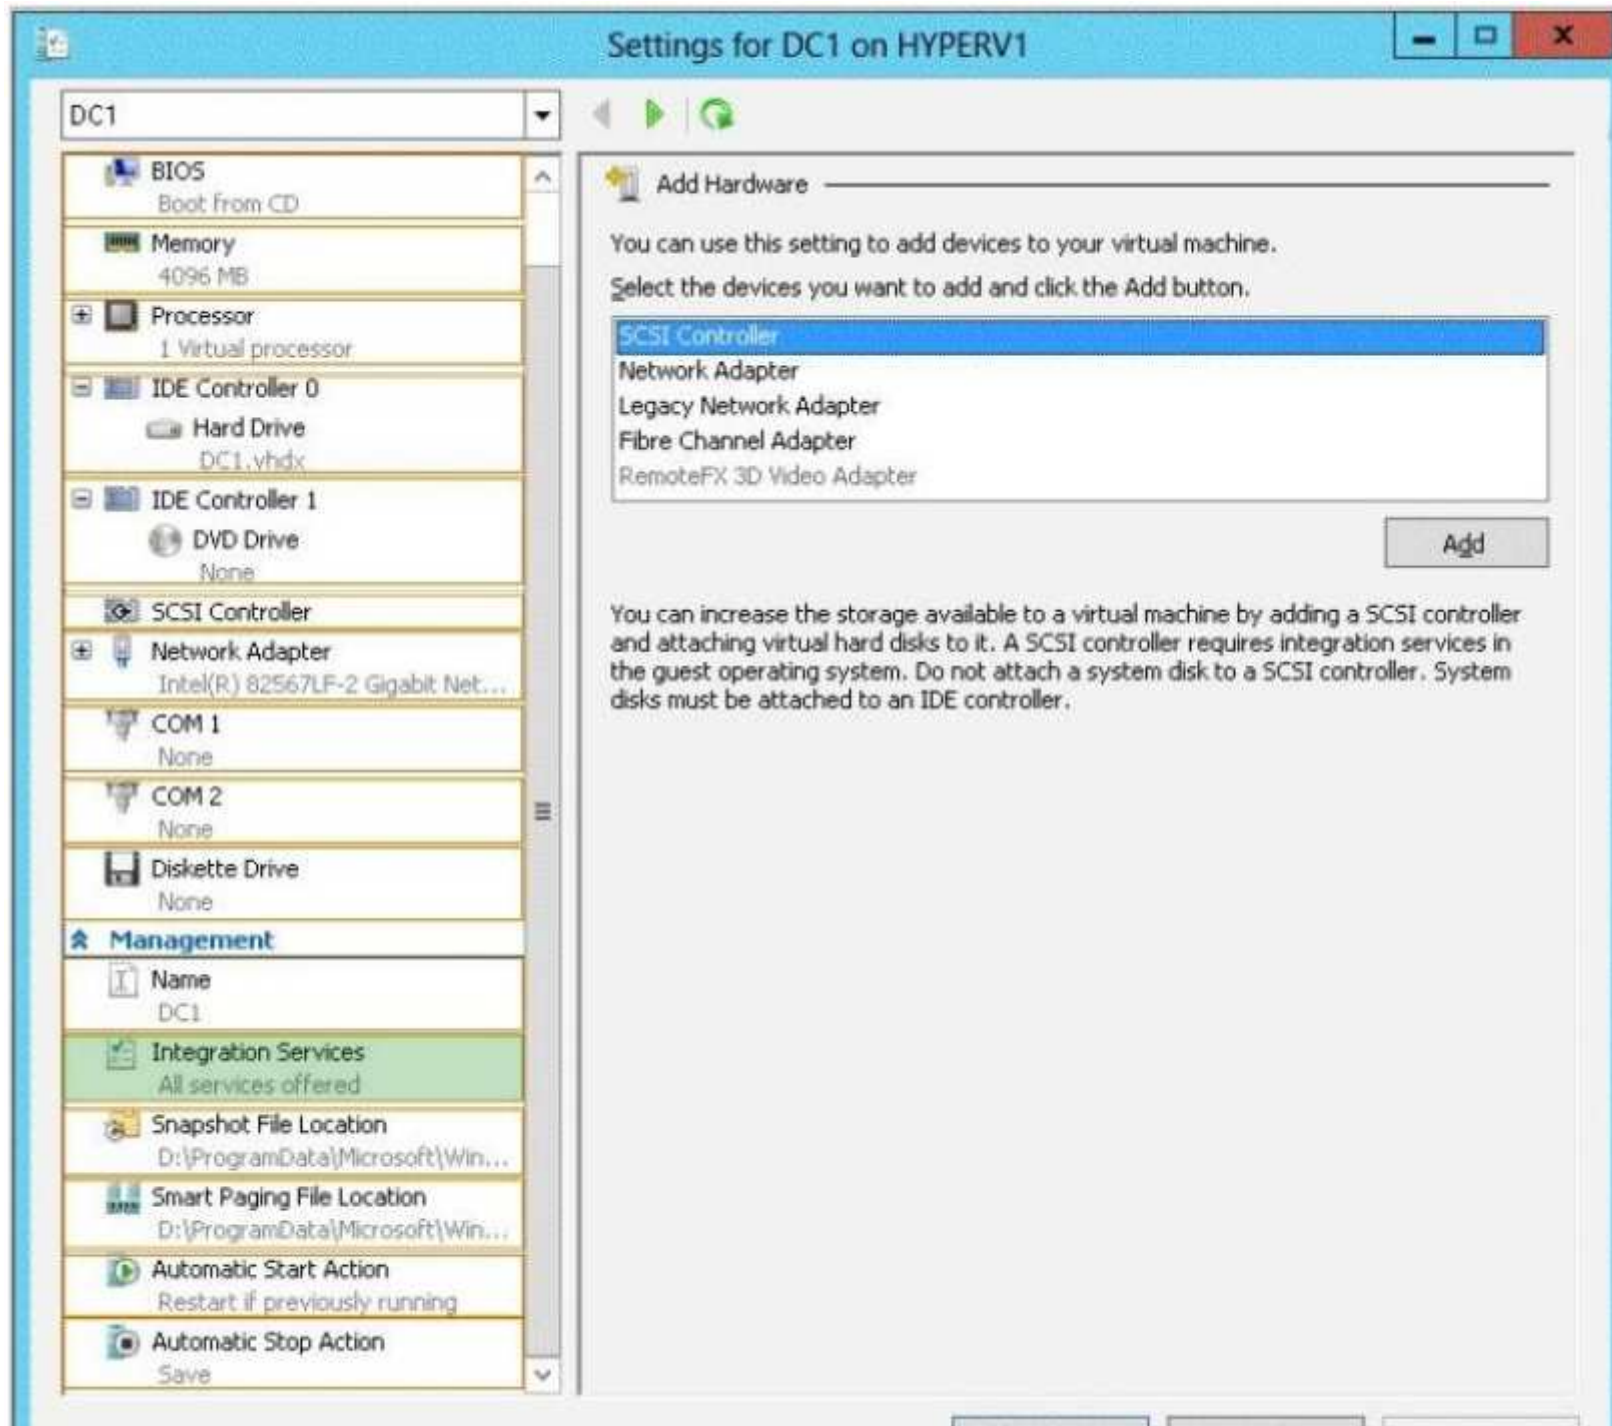 Settings for DC1 on HYPERV1
DC1
BIOS
Boot from CD
Memory
4096 MB
Processor
1 Virtual processor
IDE Controller 0
Hard Drive
DC1.vhdx
IDE Controller 1
DVD Drive
None
SCSI Controller
Network Adapter
Intel(R) 82567LF-2 Gigabit Net...
COM 1
None
COM 2
None
Diskette Drive
None
Management
Name
DC1
Integration Services
All services offered
Snapshot File Location
D:\ProgramData\Microsoft\Win...
Smart Paging File Location
D:\ProgramData\Microsoft\Win...
Automatic Start Action
Restart if previously running
Automatic Stop Action
Save
Add Hardware
You can use this setting to add devices to your virtual machine.
Select the devices you want to add and click the Add button.
SCSI Controller
Network Adapter
Legacy Network Adapter
Fibre Channel Adapter
RemoteFX 3D Video Adapter
Add
You can increase the storage available to a virtual machine by adding a SCSI controller
and attaching virtual hard disks to it. A SCSI controller requires integration services in
the guest operating system. Do not attach a system disk to a SCSI controller. System
disks must be attached to an IDE controller.